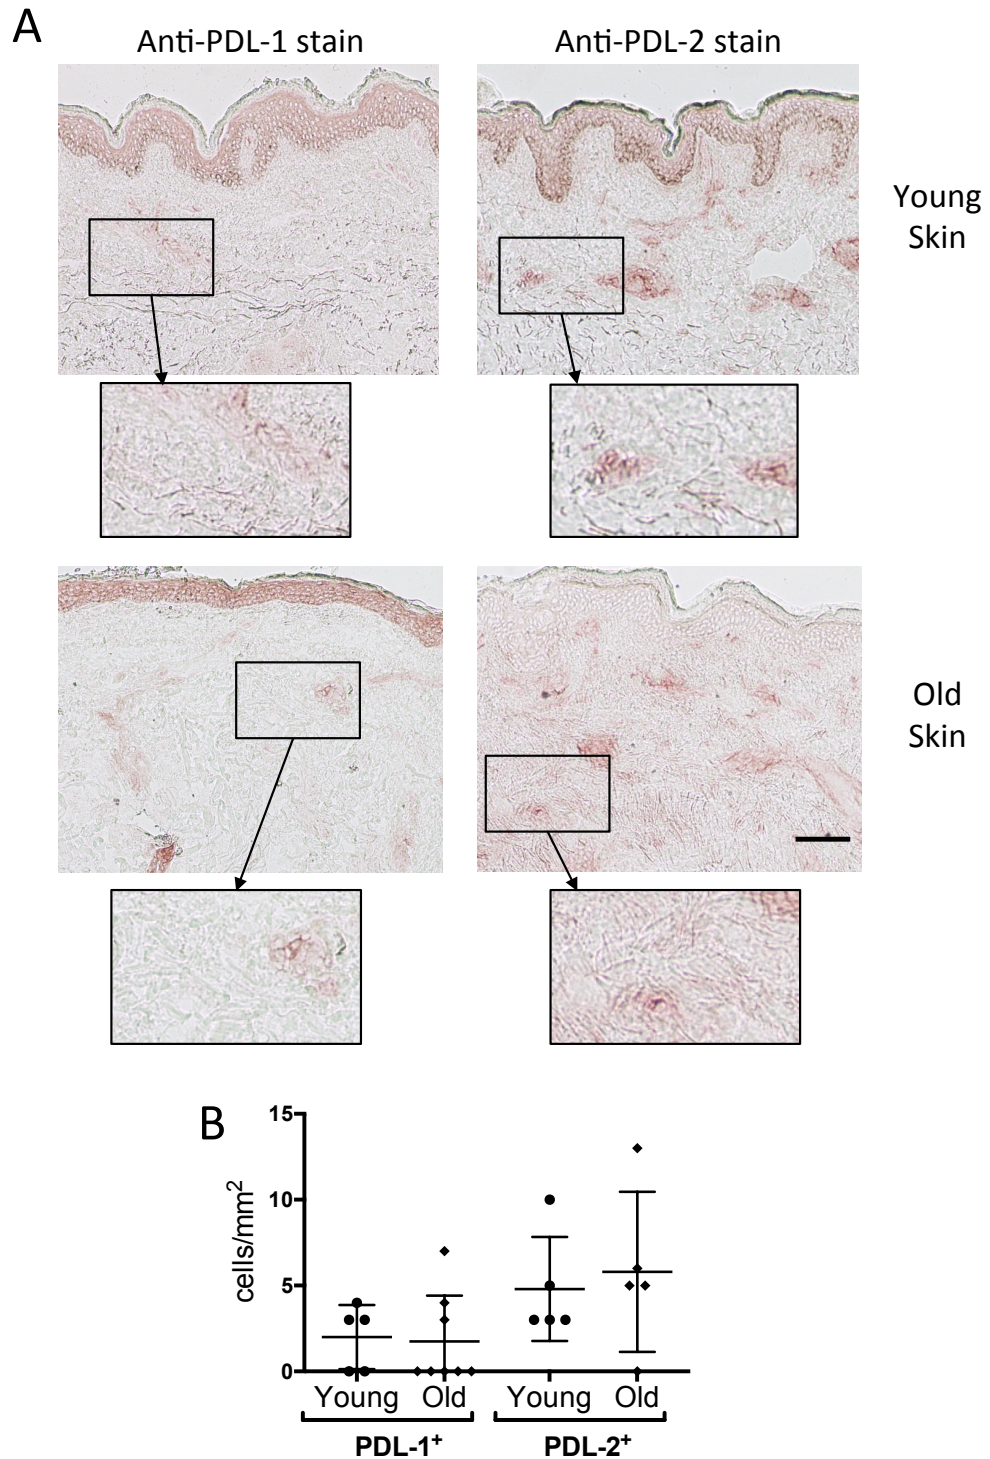 A
Anti-PDL-1 stain
Anti-PDL-2 stain
Young
Skin
Old
Skin
B
cells/mm²
15
10
5
0
Young
Old
Young
Old
PDL-1⁺
PDL-2⁺